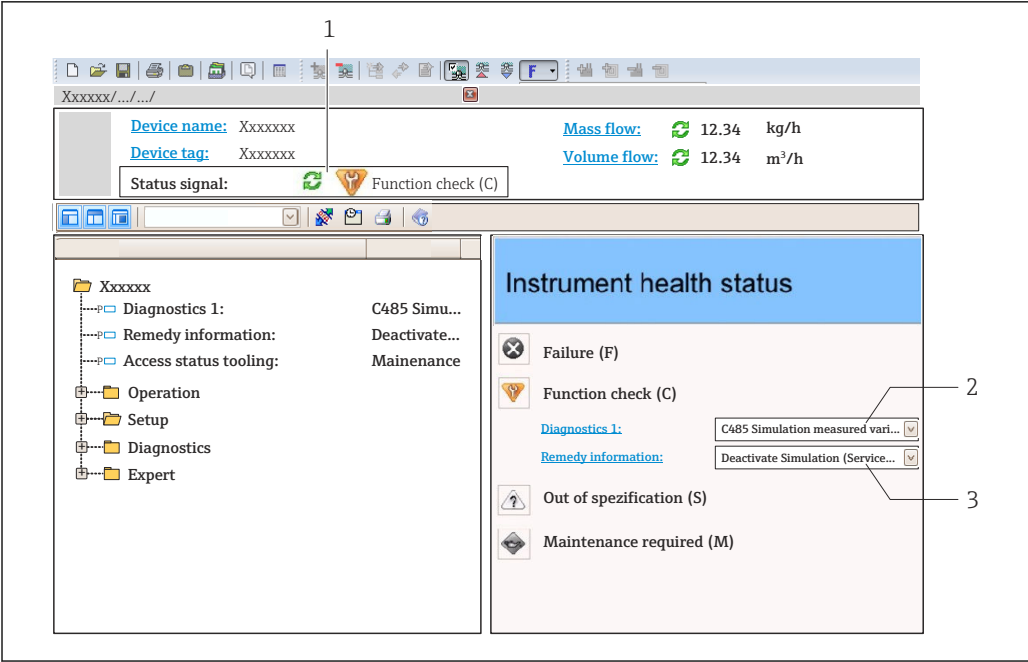 1
F
Xxxxxx/.../.../
Device name: Xxxxxxx
Mass flow: 12.34 kg/h
Device tag: Xxxxxxx
Volume flow: 12.34 m³/h
Status signal: Function check (C)
Xxxxxx
Diagnostics 1: C485 Simu...
Remedy information: Deactivate...
Access status tooling: Mainenance
Operation
Setup
Diagnostics
Expert
Instrument health status
Failure (F)
Function check (C)
2
Diagnostics 1: C485 Simulation measured vari...
Remedy information: Deactivate Simulation (Service...
3
Out of spezification (S)
Maintenance required (M)